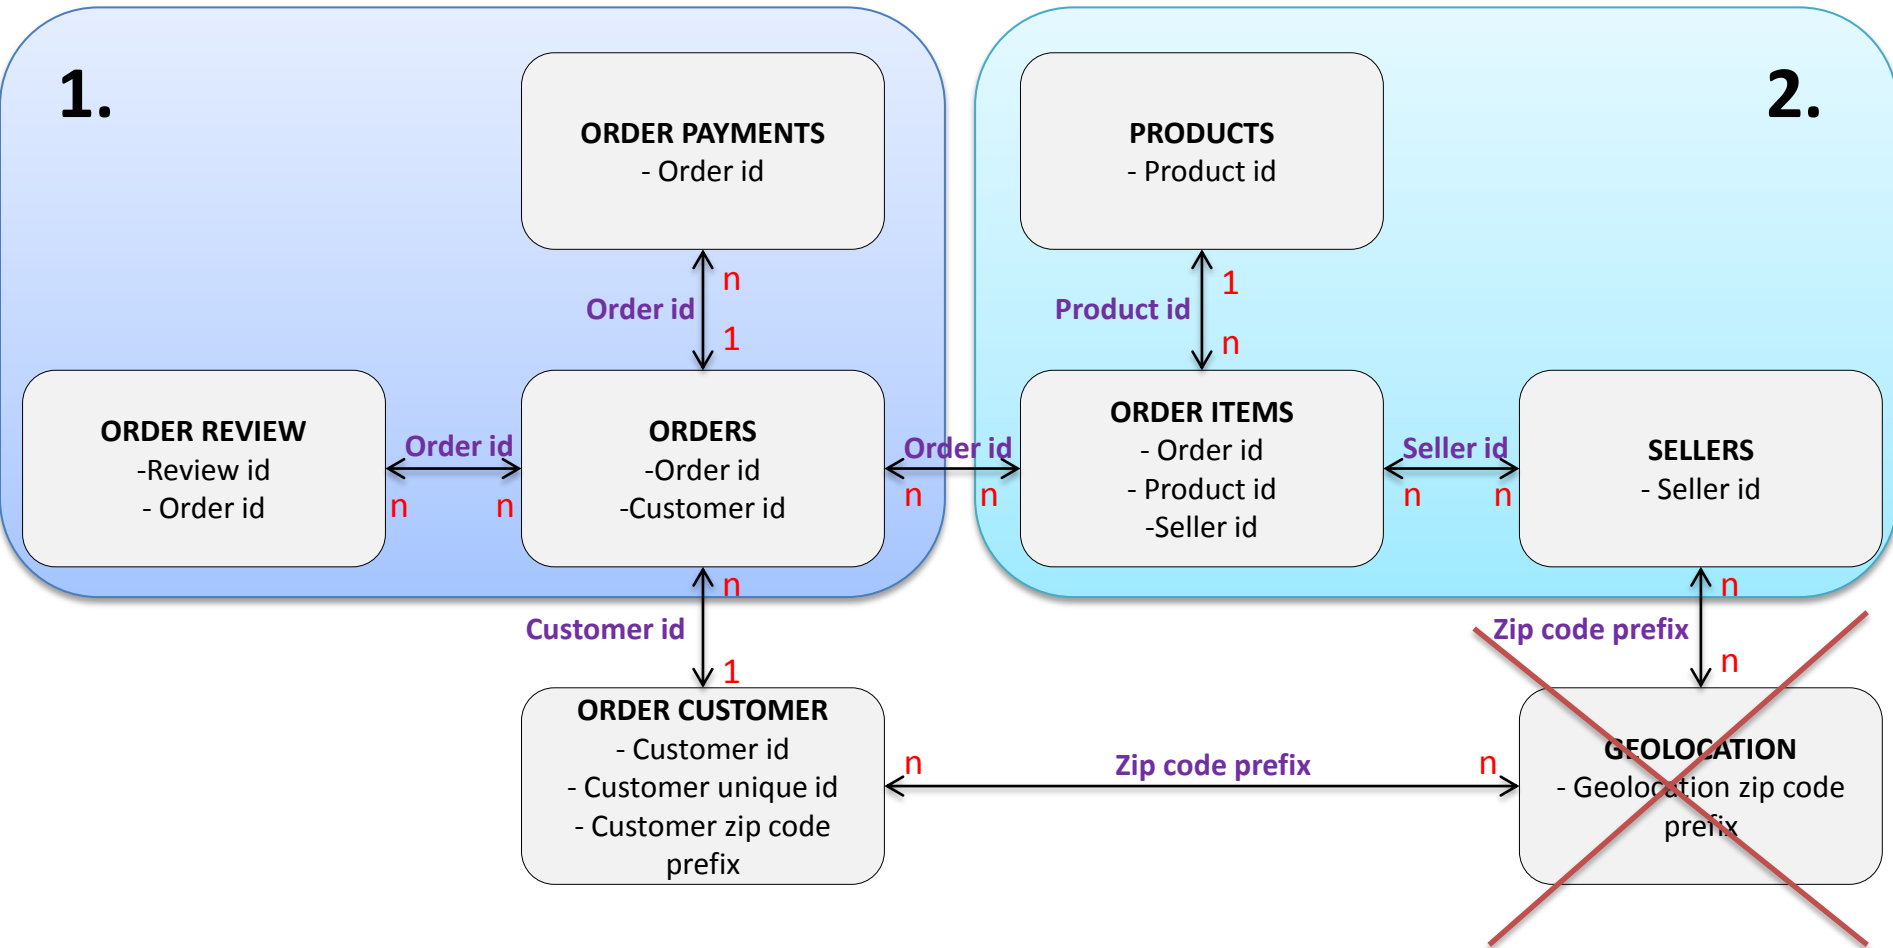 1.
2.
ORDER PAYMENTS
- Order id
PRODUCTS
- Product id
n
Order id
1
1
Product id
n
ORDER REVIEW
-Review id
- Order id
Order id
n
n
ORDERS
-Order id
-Customer id
Order id
n
n
ORDER ITEMS
- Order id
- Product id
-Seller id
Seller id
n
n
SELLERS
- Seller id
n
Customer id
1
n
Zip code prefix
n
ORDER CUSTOMER
- Customer id
- Customer unique id
- Customer zip code
prefix
n
Zip code prefix
n
GEOLOCATION
- Geolocation zip code
prefix